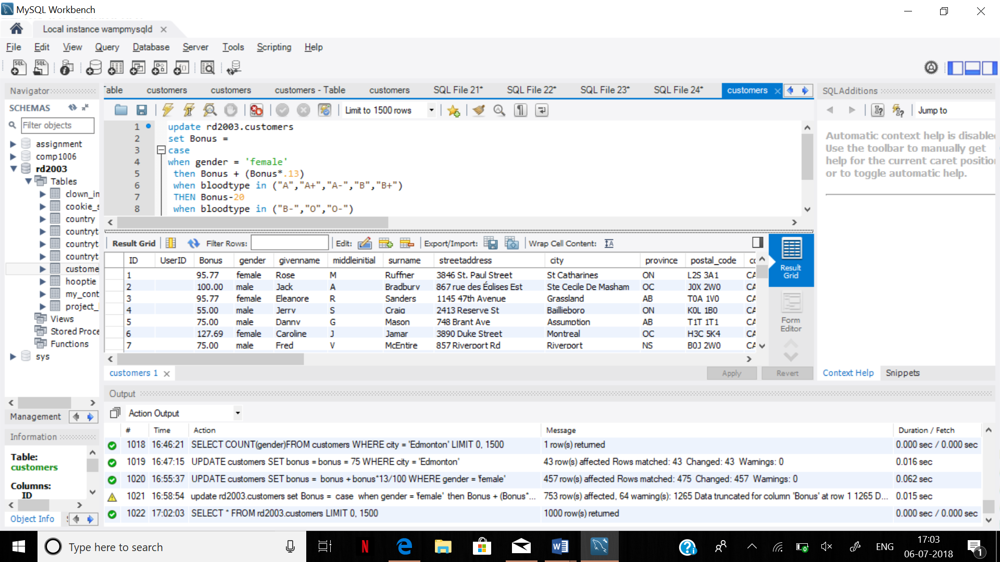 MySQL Workbench
Local instance wampmysqld
File Edit View Query Database Server Tools Scripting Help
Navigator
SCHEMAS
Filter objects
assignment
comp1006
rd2003
Tables
clown_in
cookie_s
country
countryt
countryt
countryt
custome
hooptie
my_cont
project_
Views
Stored Proce
Functions
sys
Management
Information
Table:
customers
Columns:
ID
Object Info
Table customers customers customers - Table customers SQL File 21* SQL File 22* SQL File 23* SQL File 24* customers
Limit to 1500 rows
1 update rd2003.customers
2 set Bonus =
3 case
4 when gender = 'female'
5 then Bonus + (Bonus*.13)
6 when bloodtype in ("A","A+","A-","B","B+")
7 THEN Bonus-20
8 when bloodtype in ("B-","O","O-")
Result Grid Filter Rows: Edit: Export/Import: Wrap Cell Content:
ID UserID Bonus gender givenname middleinitial surname streetaddress city province postal_code co
1 95.77 female Rose M Ruffner 3846 St. Paul Street St Catharines ON L2S 3A1 CA
2 100.00 male Jack A Bradbury 867 rue des Églises Est Ste Cecile De Masham QC J0X 2W0 CA
3 95.77 female Eleanore R Sanders 1145 47th Avenue Grassland AB T0A 1V0 CA
4 55.00 male Jerry S Craig 2413 Reserve St Baillieboro ON K0L 1B0 CA
5 75.00 male Danny G Mason 748 Brant Ave Assumption AB T1T 1T1 CA
6 127.69 female Caroline J Jamar 3890 Duke Street Montreal QC H3C 5K4 CA
7 75.00 male Fred V McEntire 857 Riverport Rd Riverport NS B0J 2W0 CA
Result Grid
Form Editor
customers 1
Apply Revert
SQLAdditions
Jump to
Automatic context help is disable
Use the toolbar to manually get
help for the current caret position
or to toggle automatic help.
Context Help Snippets
Output
Action Output
# Time Action Message Duration / Fetch
1018 16:46:21 SELECT COUNT(gender)FROM customers WHERE city = 'Edmonton' LIMIT 0, 1500 1 row(s) returned 0.000 sec / 0.000 sec
1019 16:47:15 UPDATE customers SET bonus = bonus = 75 WHERE city = 'Edmonton' 43 row(s) affected Rows matched: 43 Changed: 43 Warnings: 0 0.016 sec
1020 16:55:37 UPDATE customers SET bonus = bonus + bonus*13/100 WHERE gender = 'female' 457 row(s) affected Rows matched: 475 Changed: 457 Warnings: 0 0.062 sec
1021 16:58:54 update rd2003.customers set Bonus = case when gender = 'female' then Bonus + (Bonus*... 753 row(s) affected, 64 warning(s): 1265 Data truncated for column 'Bonus' at row 1 1265 D... 0.015 sec
1022 17:02:03 SELECT * FROM rd2003.customers LIMIT 0, 1500 1000 row(s) returned 0.000 sec / 0.000 sec
Type here to search
ENG
17:03
06-07-2018
1